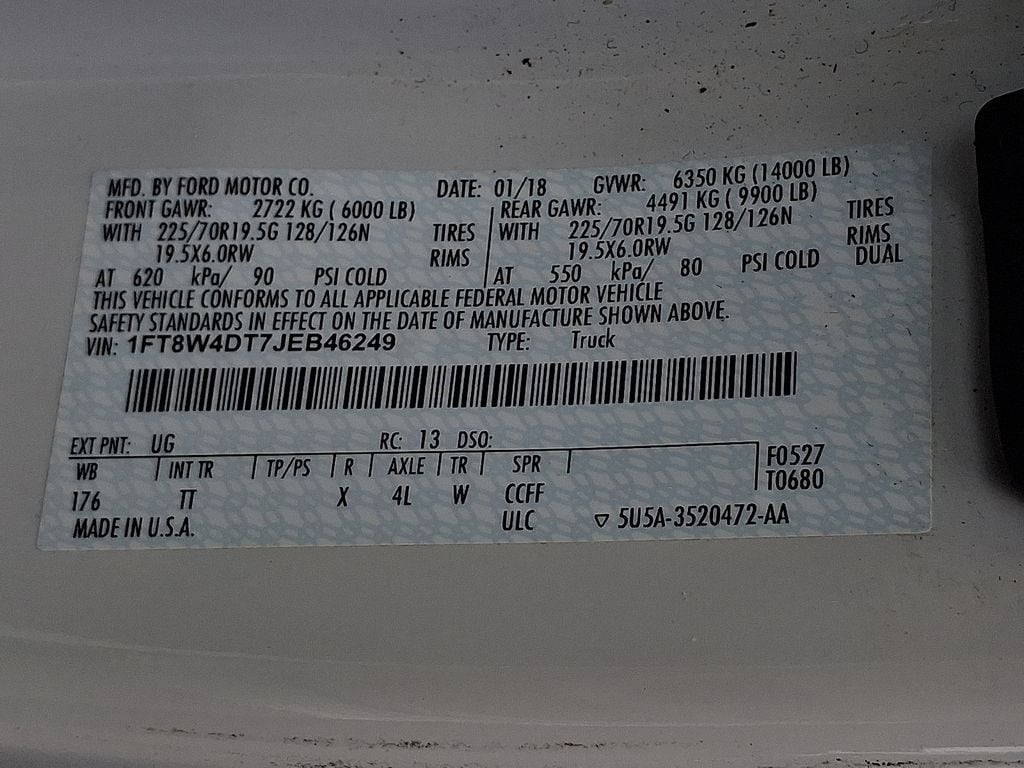 MFD. BY FORD MOTOR CO. DATE: 01/18 GVWR: 6350 KG (14000 LB)
FRONT GAWR: 2722 KG ( 6000 LB) REAR GAWR: 4491 KG ( 9900 LB)
WITH 225/70R19.5G 128/126N TIRES WITH 225/70R19.5G 128/126N TIRES
19.5X6.0RW RIMS 19.5X6.0RW RIMS
AT 620 kPa/ 90 PSI COLD AT 550 kPa/ 80 PSI COLD DUAL
THIS VEHICLE CONFORMS TO ALL APPLICABLE FEDERAL MOTOR VEHICLE
SAFETY STANDARDS IN EFFECT ON THE DATE OF MANUFACTURE SHOWN ABOVE.
VIN: 1FT8W4DT7JEB46249 TYPE: Truck
EXT PNT: UG RC: 13 DSO:
WB INT TR TP/PS R AXLE TR SPR F0527
176 TT X 4L W CCFF T0680
MADE IN U.S.A. ULC ▽ 5U5A-3520472-AA